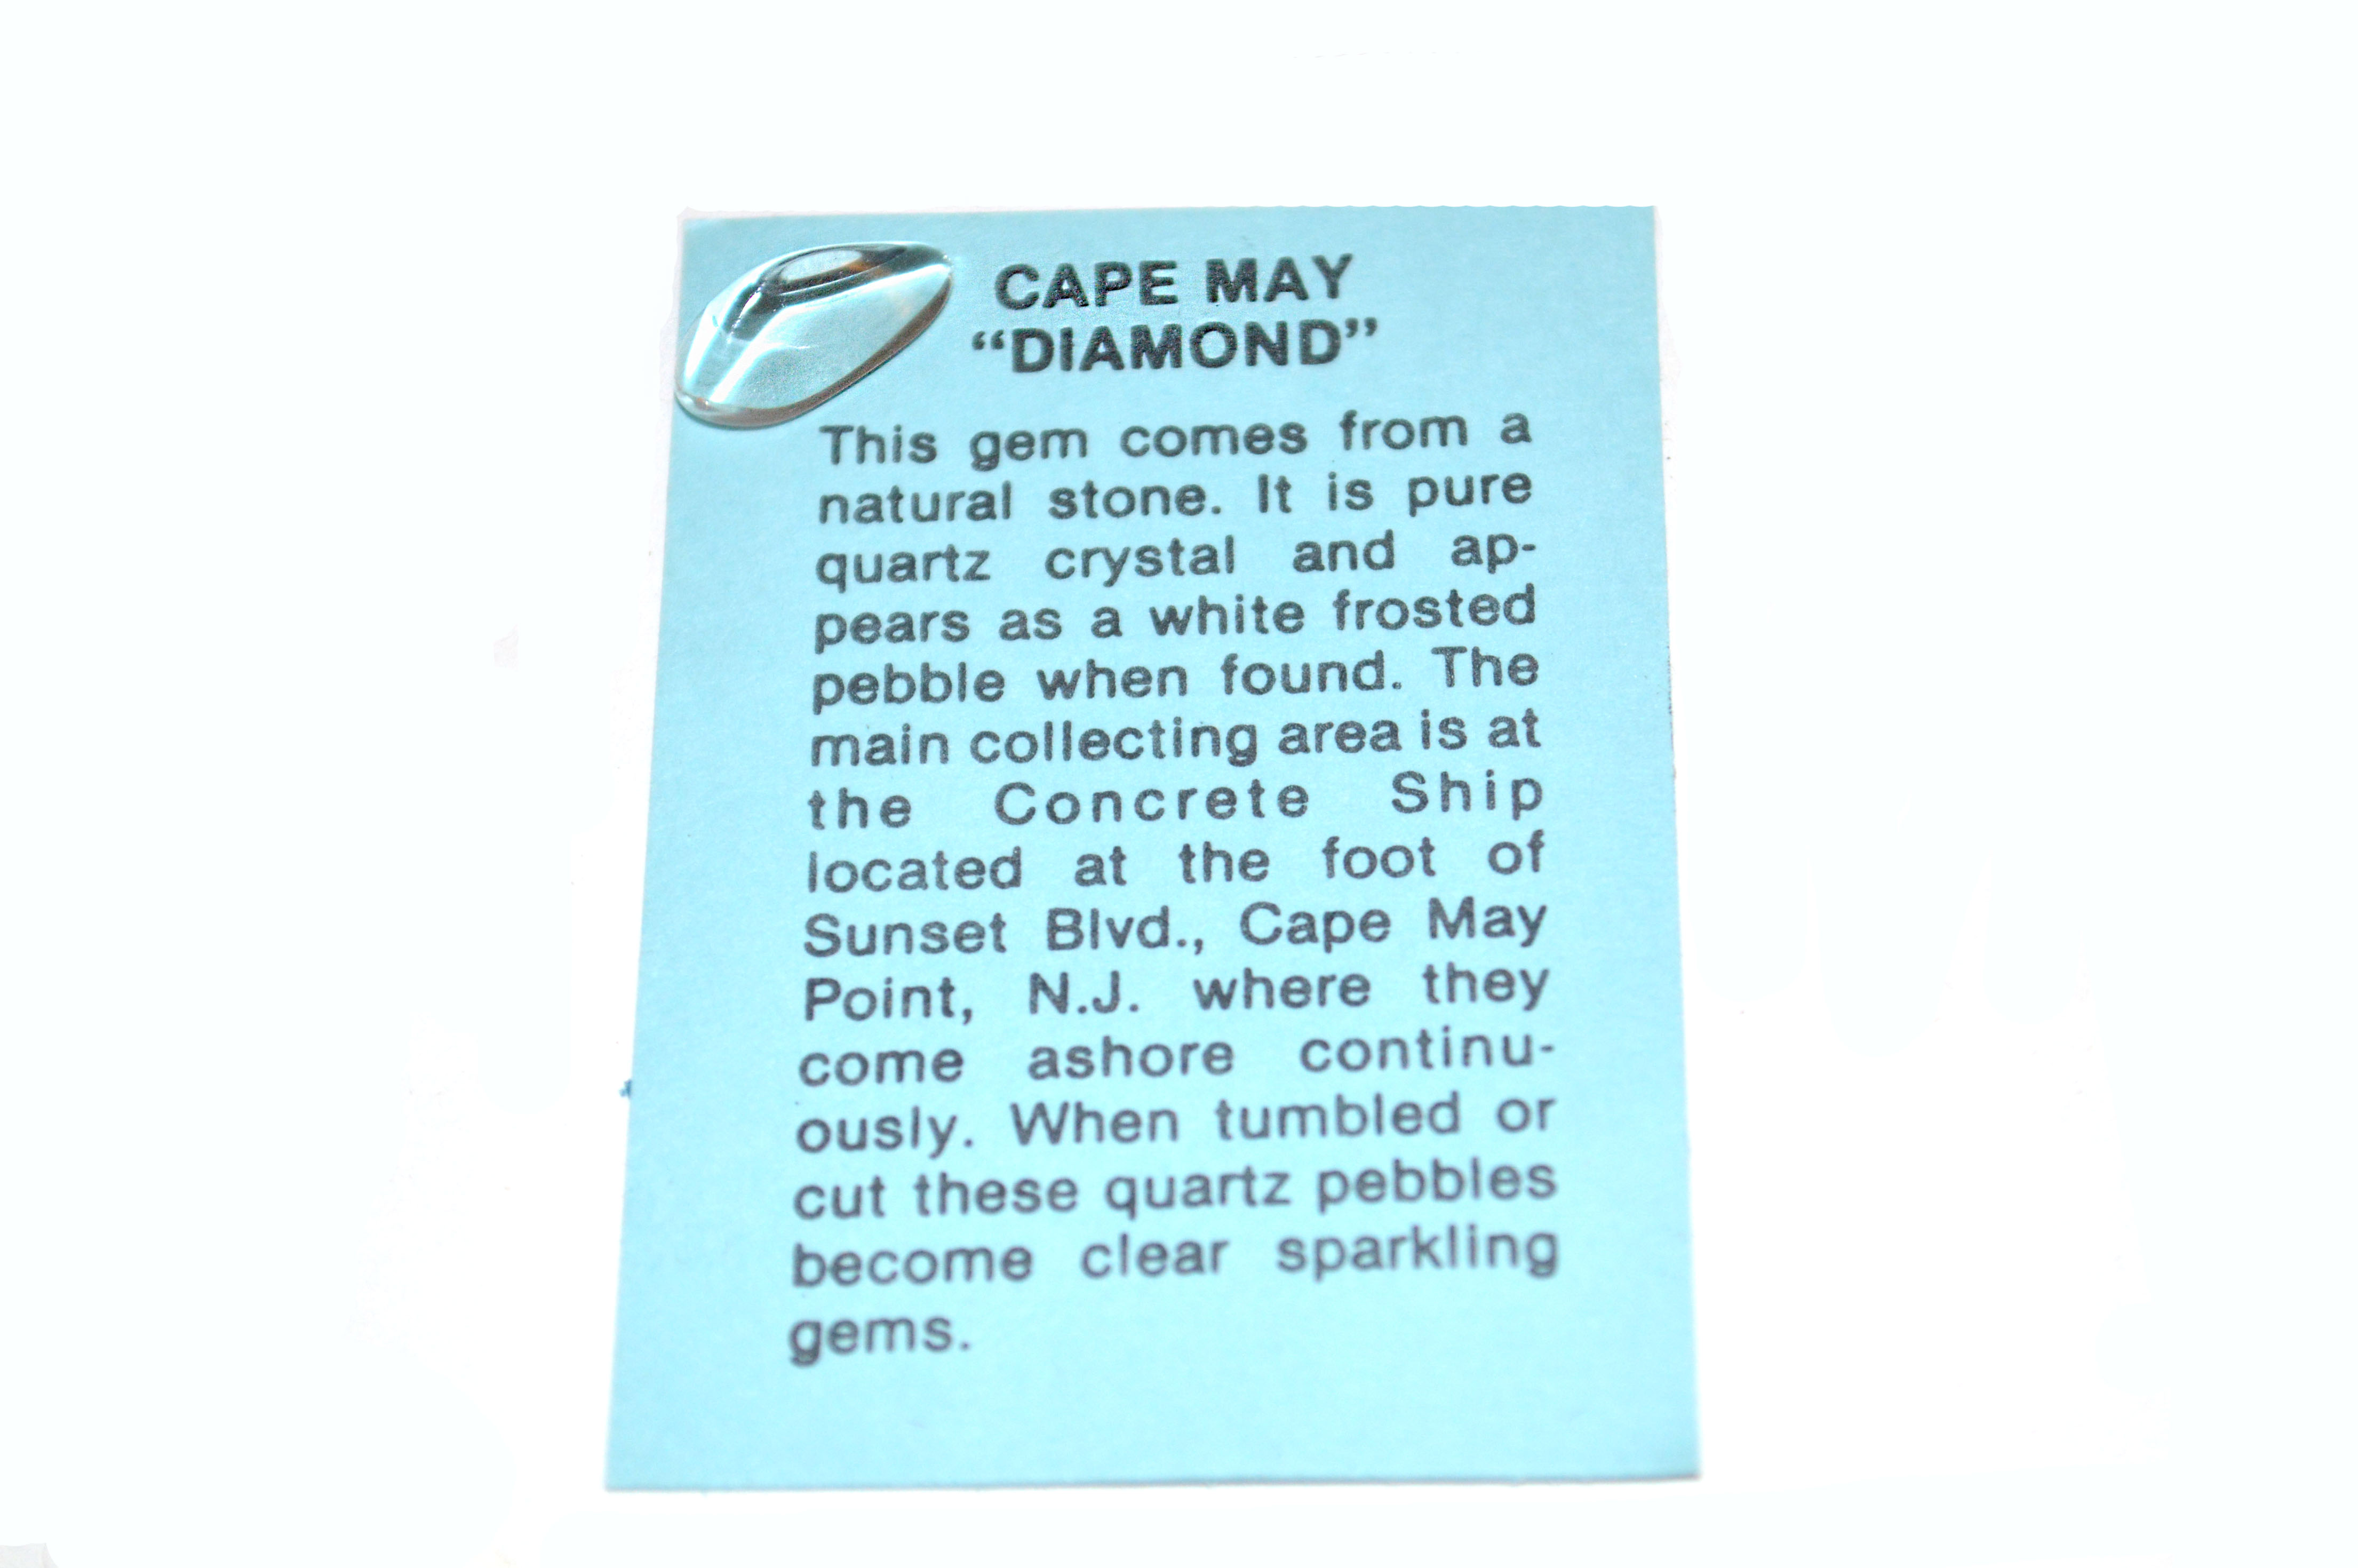 CAPE MAY
“DIAMOND”
This gem comes from a
natural stone. It is pure
quartz crystal and ap-
pears as a white frosted
pebble when found. The
main collecting area is at
the Concrete Ship
located at the foot of
Sunset Blvd., Cape May
Point, N.J. where they
come ashore continu-
ously. When tumbled or
cut these quartz pebbles
become clear sparkling
gems.